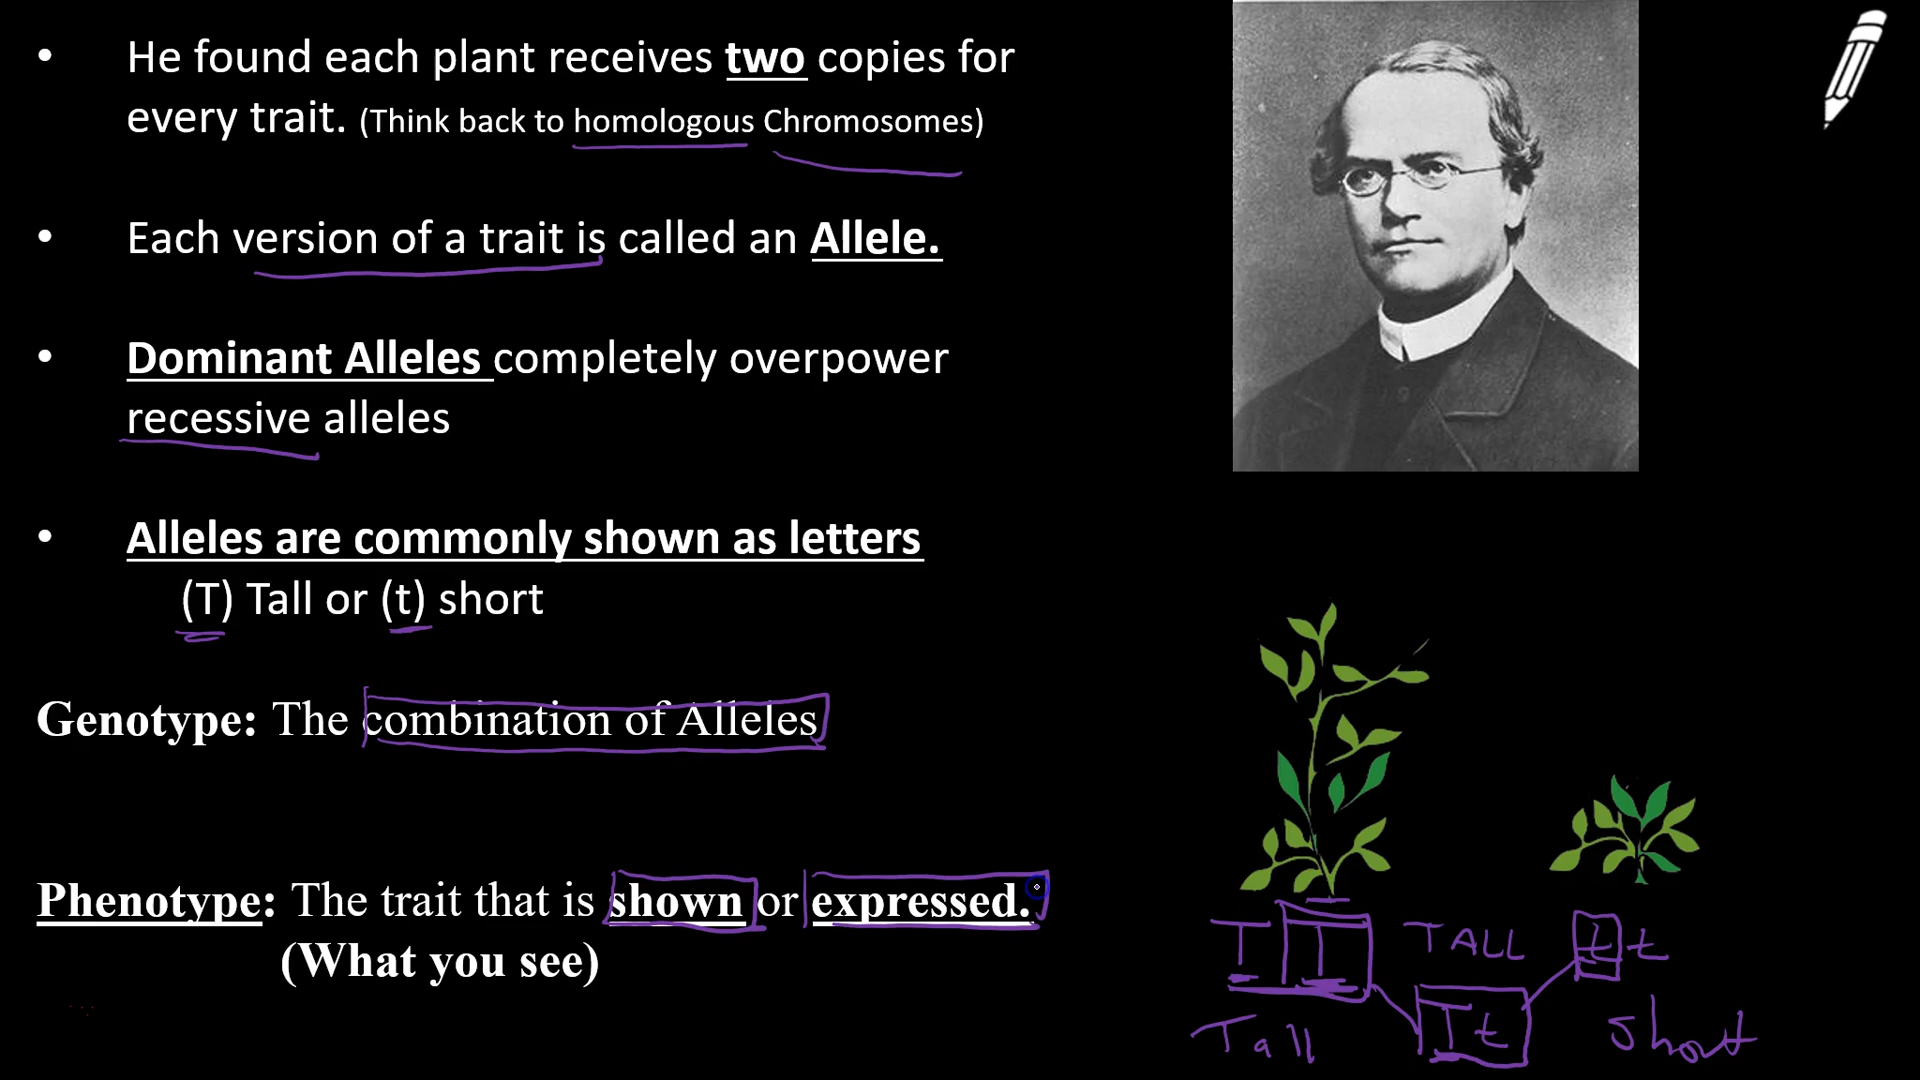 • He found each plant receives two copies for
every trait. (Think back to homologous Chromosomes)
• Each version of a trait is called an Allele.
• Dominant Alleles completely overpower
recessive alleles
• Alleles are commonly shown as letters
(T) Tall or (t) short
Genotype: The combination of Alleles
Phenotype: The trait that is shown or expressed.
(What you see)
T T TALL t t
Tall T t short